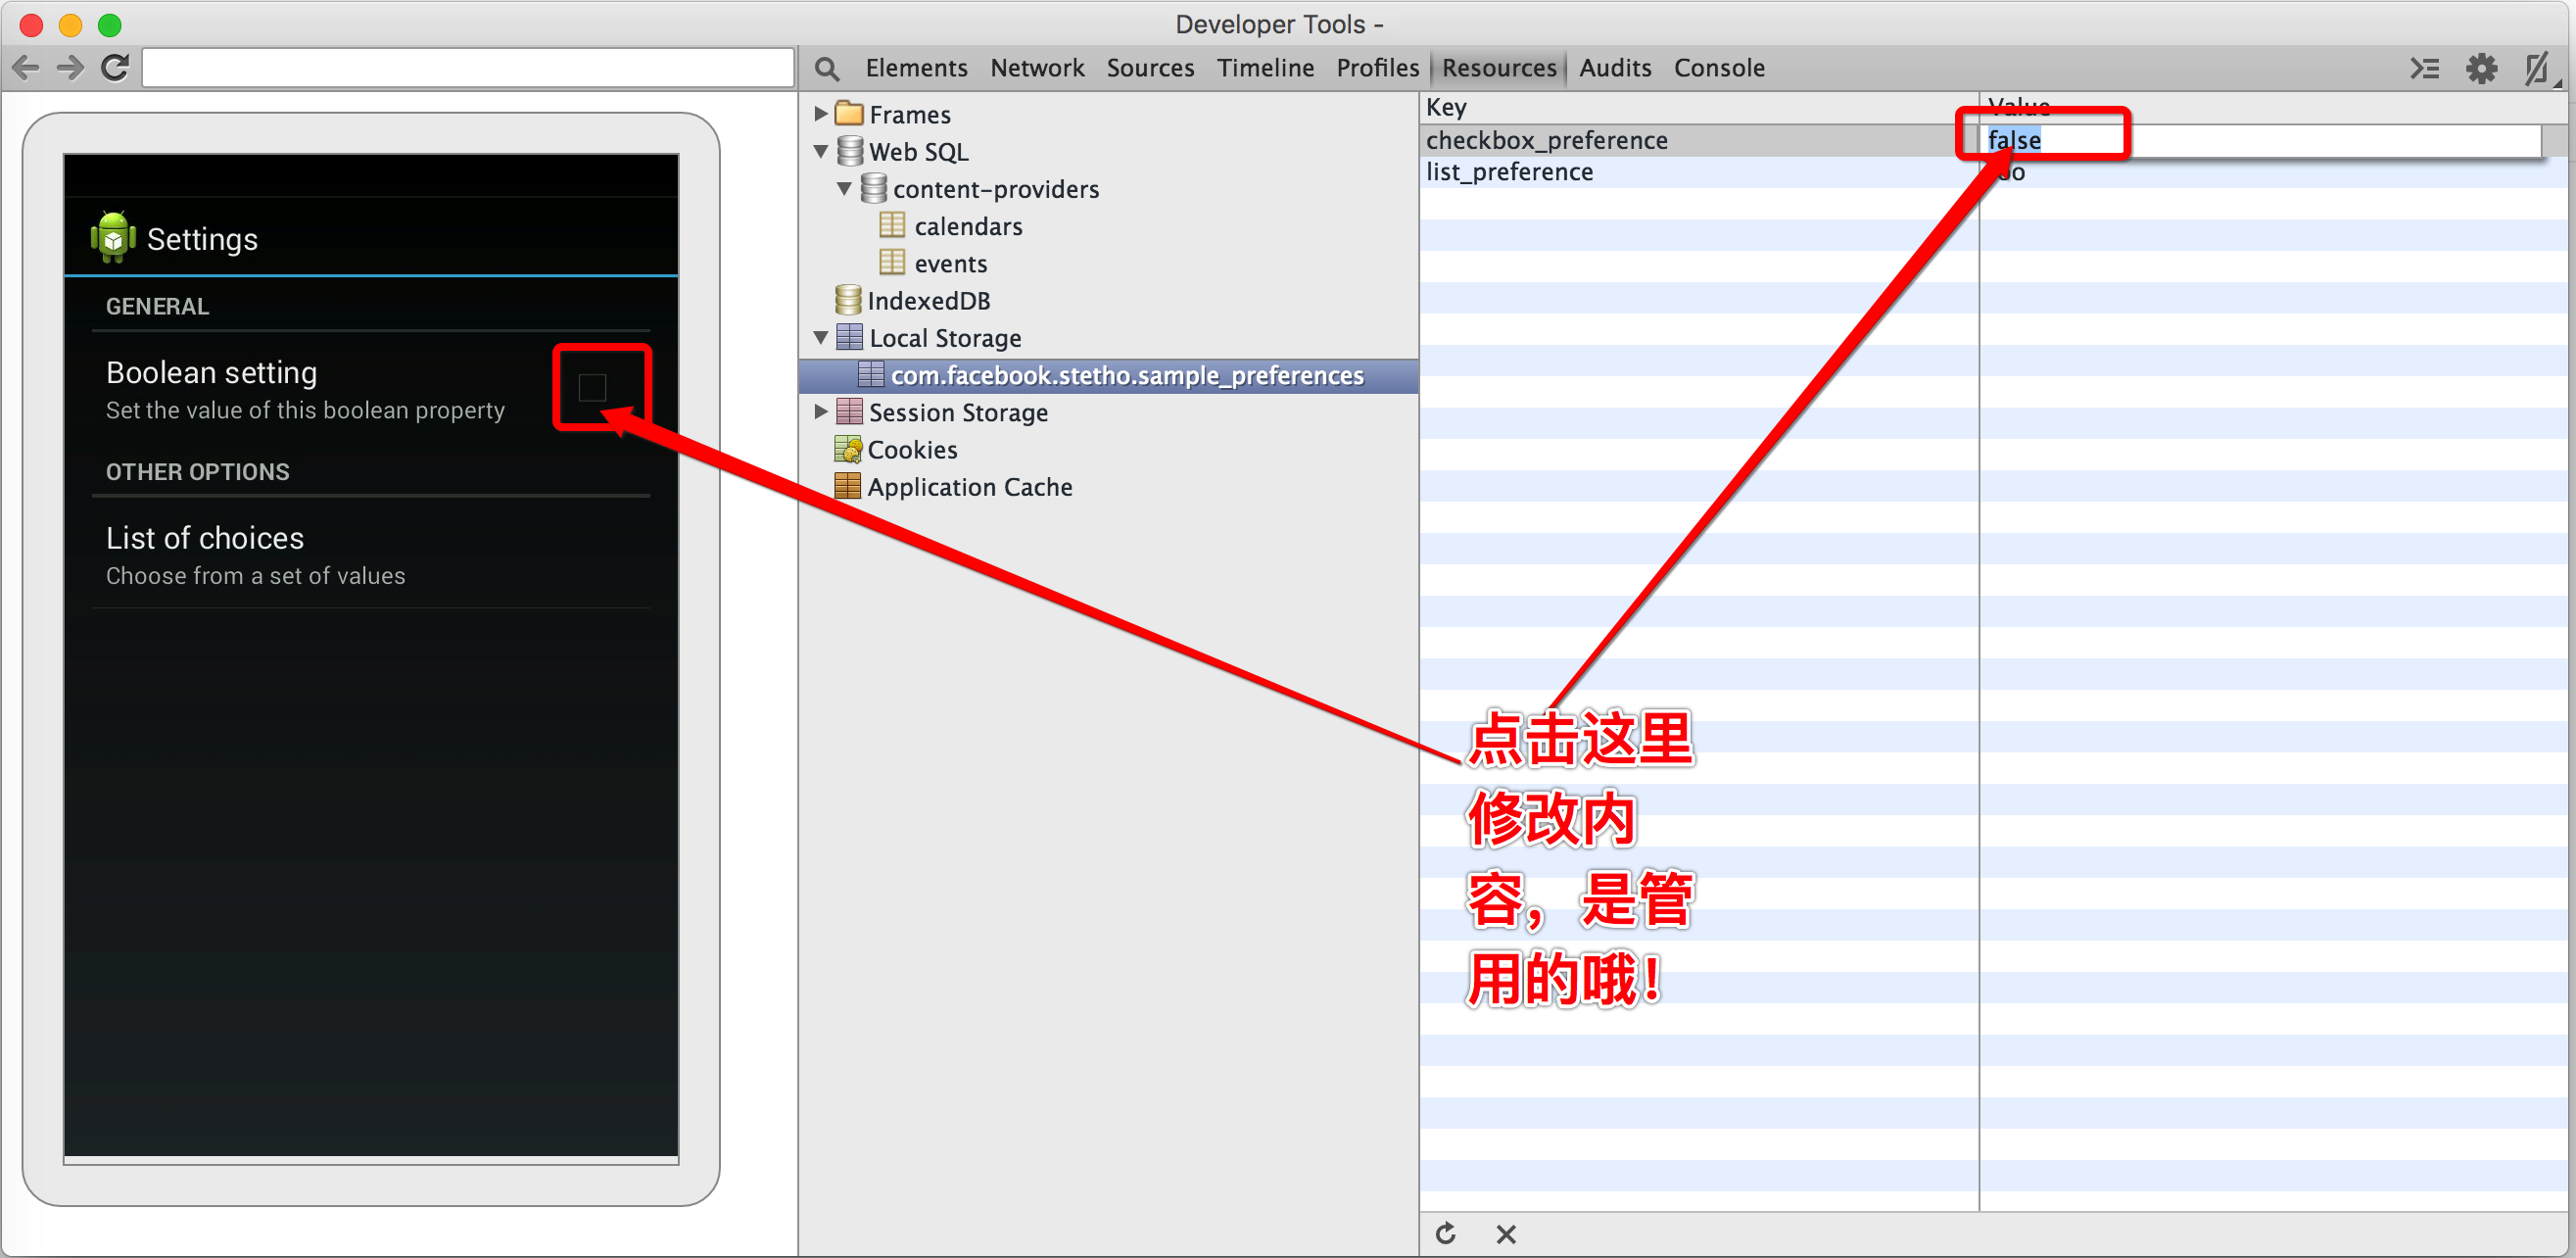 Developer Tools -
Elements Network Sources Timeline Profiles Resources Audits Console
Settings
GENERAL
Boolean setting
Set the value of this boolean property
OTHER OPTIONS
List of choices
Choose from a set of values
Frames
Web SQL
content-providers
calendars
events
IndexedDB
Local Storage
com.facebook.stetho.sample_preferences
Session Storage
Cookies
Application Cache
Key Value
checkbox_preference false
list_preference
点击这里
修改内
容，是管
用的哦！